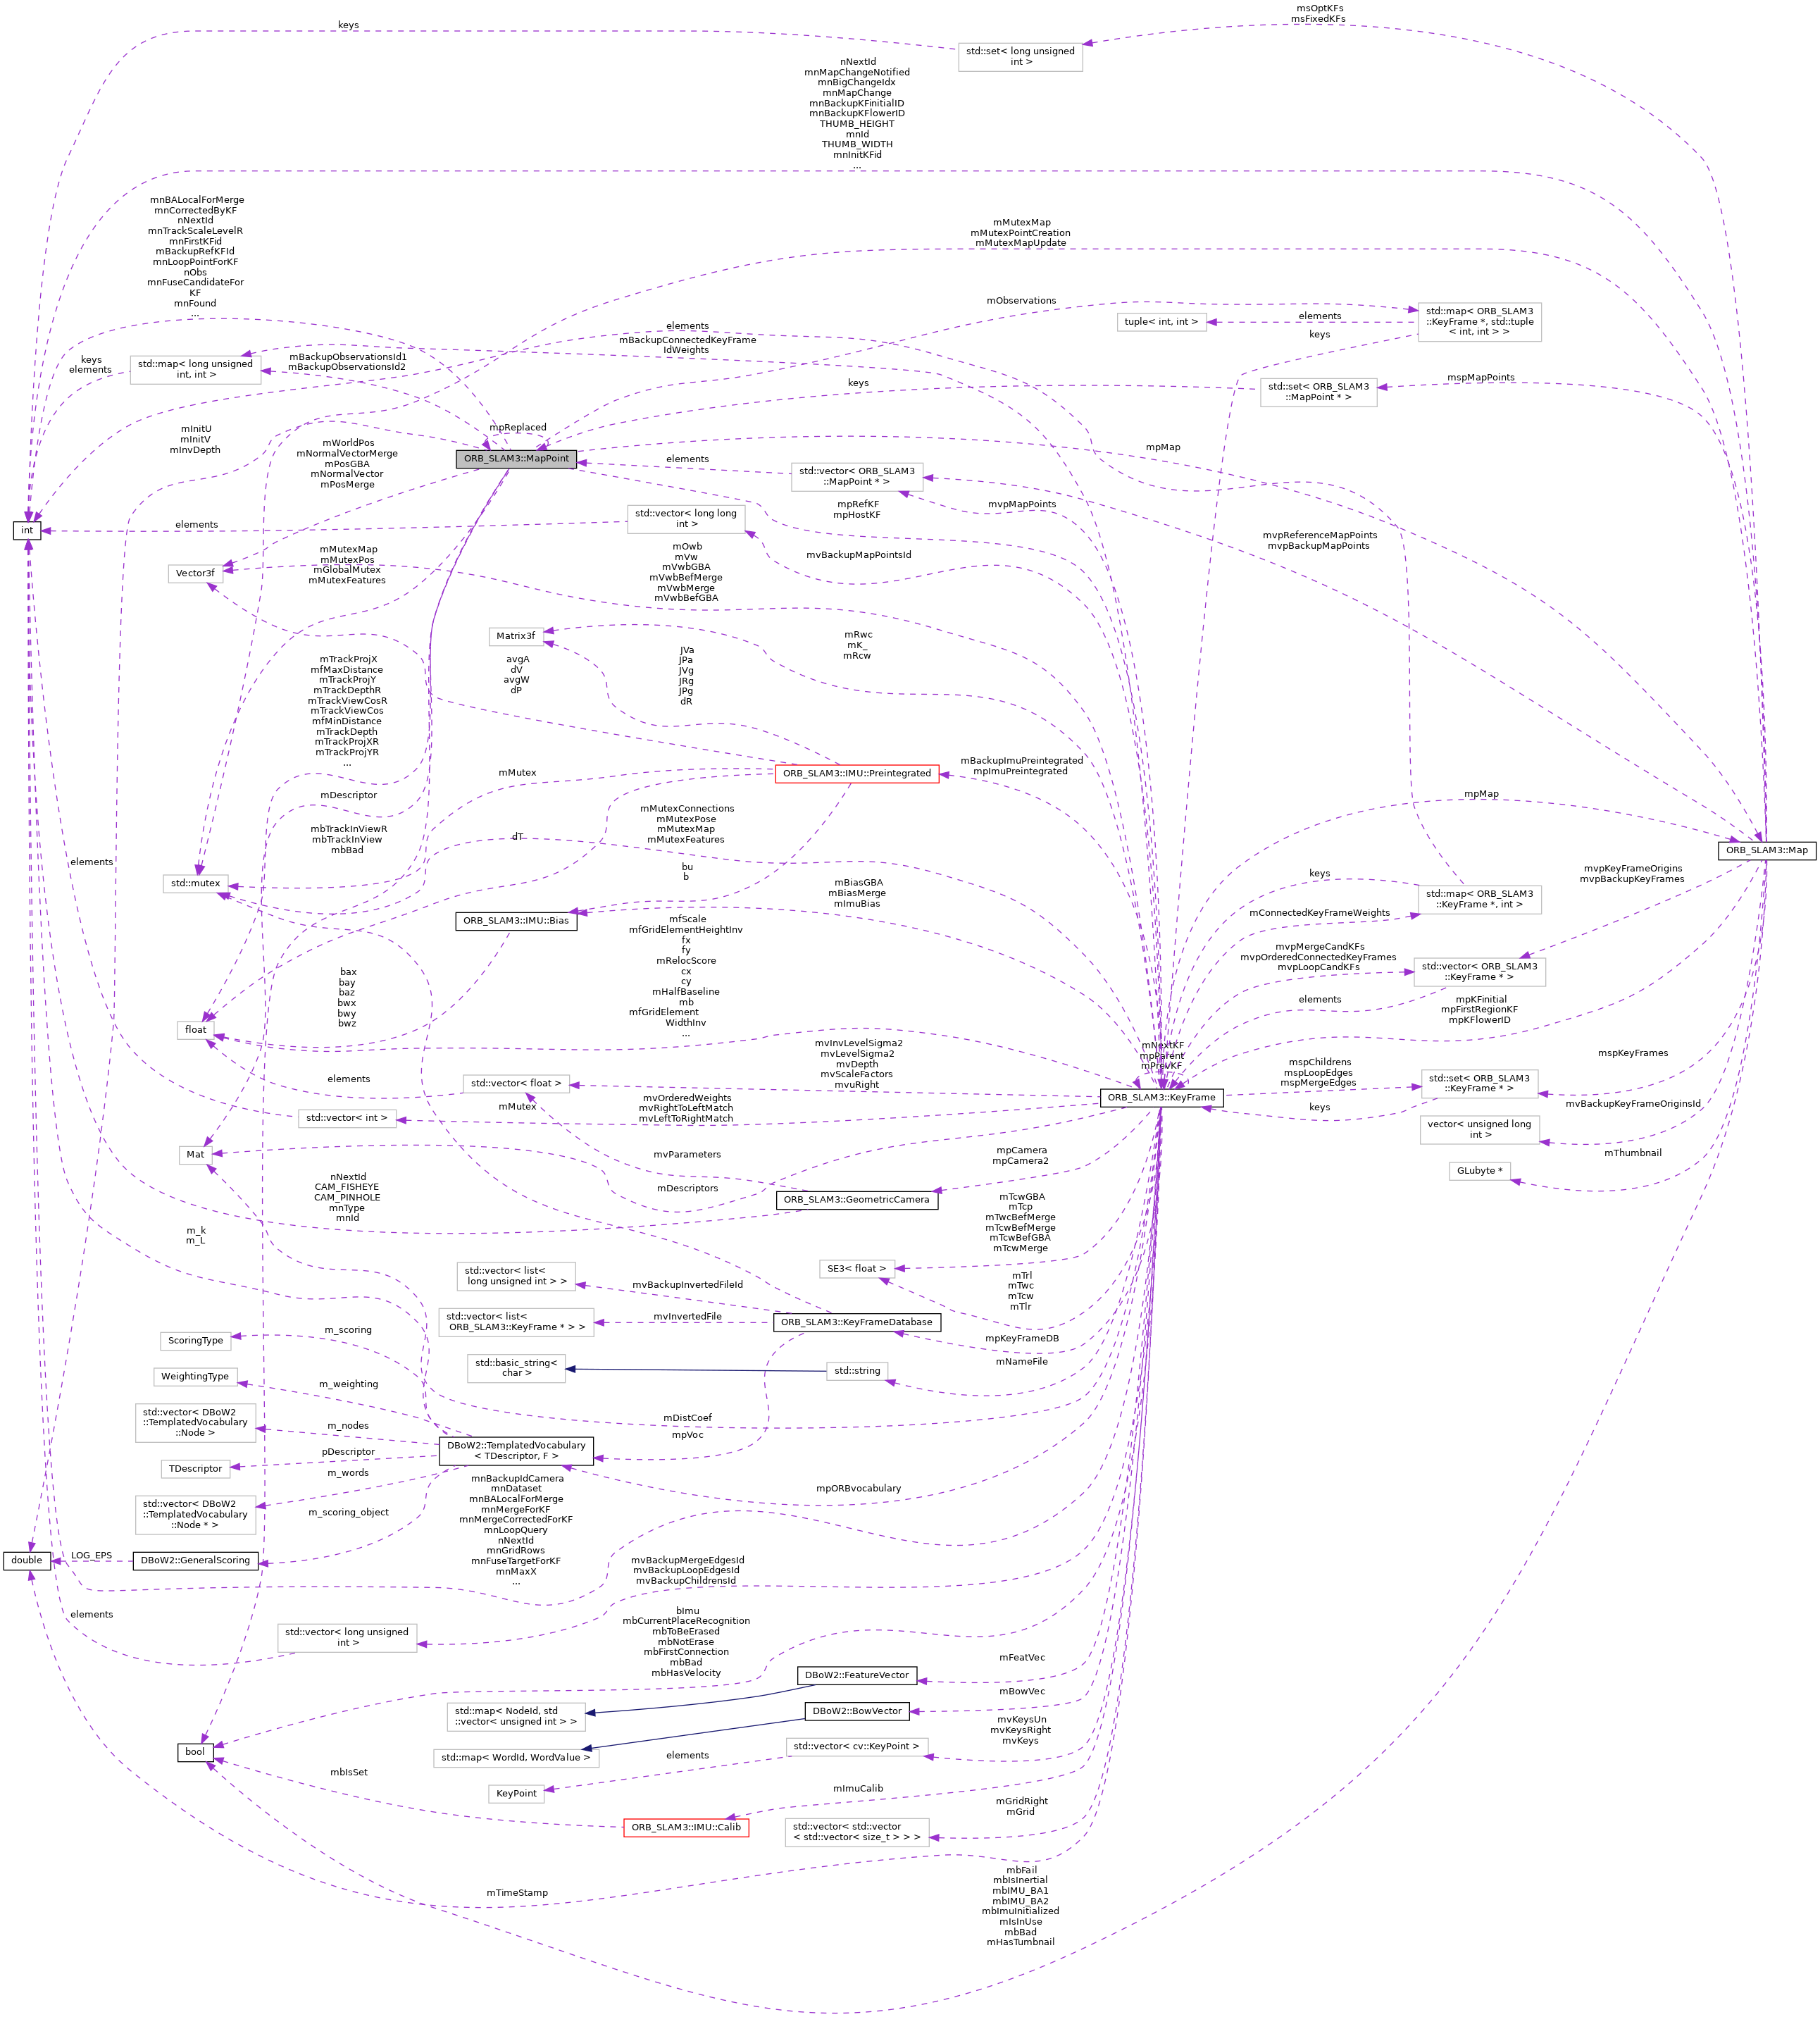 msOptKFs
msFixedKFs
keys
std::set< long unsigned
int >
nNextId
mnMapChangeNotified
mnBigChangeIdx
mnMapChange
mnBackupKFinitialID
mnBackupKFlowerID
THUMB_HEIGHT
mnId
THUMB_WIDTH
mnInitKFid
...
mnBALocalForMerge
mnCorrectedByKF
nNextId
mnTrackScaleLevelR
mnFirstKFid
mBackupRefKFId
mnLoopPointForKF
nObs
mnFuseCandidateFor
KF
mnFound
...
mMutexMap
mMutexPointCreation
mMutexMapUpdate
mObservations
std::map< ORB_SLAM3
::KeyFrame *, std::tuple
< int, int > >
elements
tuple< int, int >
keys
elements
mBackupConnectedKeyFrame
IdWeights
keys
elements
std::map< long unsigned
int, int >
mBackupObservationsId1
mBackupObservationsId2
keys
std::set< ORB_SLAM3
::MapPoint * >
mspMapPoints
mInitU
mInitV
mInvDepth
mpReplaced
ORB_SLAM3::MapPoint
mWorldPos
mNormalVectorMerge
mPosGBA
mNormalVector
mPosMerge
mpMap
elements
std::vector< ORB_SLAM3
::MapPoint * >
mpRefKF
mpHostKF
mvpMapPoints
int
elements
std::vector< long long
int >
mvpReferenceMapPoints
mvpBackupMapPoints
mvBackupMapPointsId
Vector3f
mMutexMap
mMutexPos
mGlobalMutex
mMutexFeatures
mOwb
mVw
mVwbGBA
mVwbBefMerge
mVwbMerge
mVwbBefGBA
Matrix3f
mRwc
mK_
mRcw
avgA
dV
avgW
dP
JVa
JPa
JVg
JRg
JPg
dR
mTrackProjX
mfMaxDistance
mTrackProjY
mTrackDepthR
mTrackViewCosR
mTrackViewCos
mfMinDistance
mTrackDepth
mTrackProjXR
mTrackProjYR
...
mMutex
ORB_SLAM3::IMU::Preintegrated
mBackupImuPreintegrated
mpImuPreintegrated
mDescriptor
mpMap
mMutexConnections
mMutexPose
mMutexMap
mMutexFeatures
dT
mbTrackInViewR
mbTrackInView
mbBad
ORB_SLAM3::Map
elements
std::mutex
bu
b
keys
std::map< ORB_SLAM3
::KeyFrame *, int >
mvpKeyFrameOrigins
mvpBackupKeyFrames
mBiasGBA
mBiasMerge
mImuBias
mConnectedKeyFrameWeights
ORB_SLAM3::IMU::Bias
mfScale
mfGridElementHeightInv
fx
fy
mRelocScore
cx
cy
mHalfBaseline
mb
mfGridElement
WidthInv
...
mvpMergeCandKFs
mvpOrderedConnectedKeyFrames
mvpLoopCandKFs
std::vector< ORB_SLAM3
::KeyFrame * >
bax
bay
baz
bwx
bwy
bwz
elements
mpKFinitial
mpFirstRegionKF
mpKFlowerID
float
mvInvLevelSigma2
mvLevelSigma2
mvDepth
mvScaleFactors
mvuRight
mNextKF
mpParent
mPrevKF
mspKeyFrames
elements
std::vector< float >
mspChildrens
mspLoopEdges
mspMergeEdges
std::set< ORB_SLAM3
::KeyFrame * >
ORB_SLAM3::KeyFrame
mMutex
std::vector< int >
mvOrderedWeights
mvRightToLeftMatch
mvLeftToRightMatch
keys
mvBackupKeyFrameOriginsId
vector< unsigned long
int >
Mat
mvParameters
mpCamera
mpCamera2
mThumbnail
GLubyte *
nNextId
CAM_FISHEYE
CAM_PINHOLE
mnType
mnId
mDescriptors
ORB_SLAM3::GeometricCamera
mTcwGBA
mTcp
mTwcBefMerge
mTcwBefMerge
mTcwBefGBA
mTcwMerge
m_k
m_L
SE3< float >
std::vector< list<
long unsigned int > >
mvBackupInvertedFileId
mTrl
mTwc
mTcw
mTlr
std::vector< list<
ORB_SLAM3::KeyFrame * > >
mvInvertedFile
ORB_SLAM3::KeyFrameDatabase
mpKeyFrameDB
ScoringType
m_scoring
std::basic_string<
char >
std::string
mNameFile
WeightingType
m_weighting
mDistCoef
mpVoc
std::vector< DBoW2
::TemplatedVocabulary
::Node >
m_nodes
DBoW2::TemplatedVocabulary
< TDescriptor, F >
TDescriptor
pDescriptor
m_words
mpORBvocabulary
std::vector< DBoW2
::TemplatedVocabulary
::Node * >
m_scoring_object
mnBackupIdCamera
mnDataset
mnBALocalForMerge
mnMergeForKF
mnMergeCorrectedForKF
mnLoopQuery
nNextId
mnGridRows
mnFuseTargetForKF
mnMaxX
...
double
LOG_EPS
DBoW2::GeneralScoring
mvBackupMergeEdgesId
mvBackupLoopEdgesId
mvBackupChildrensId
elements
std::vector< long unsigned
int >
bImu
mbCurrentPlaceRecognition
mbToBeErased
mbNotErase
mbFirstConnection
mbBad
mbHasVelocity
mFeatVec
DBoW2::FeatureVector
mBowVec
std::map< NodeId, std
::vector< unsigned int > >
DBoW2::BowVector
mvKeysUn
mvKeysRight
mvKeys
bool
std::map< WordId, WordValue >
elements
std::vector< cv::KeyPoint >
mbIsSet
KeyPoint
mImuCalib
ORB_SLAM3::IMU::Calib
mGridRight
mGrid
std::vector< std::vector
< std::vector< size_t > > >
mTimeStamp
mbFail
mbIsInertial
mbIMU_BA1
mbIMU_BA2
mbImuInitialized
mIsInUse
mbBad
mHasTumbnail